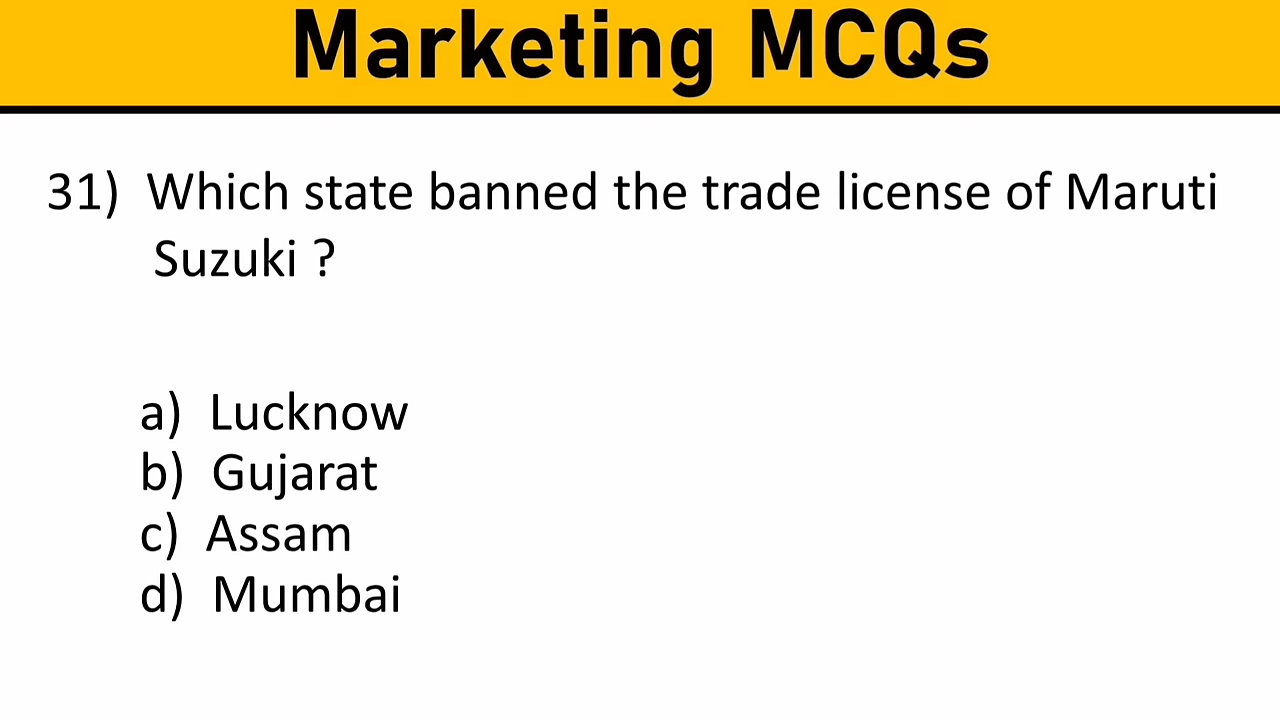 Marketing MCQs
31) Which state banned the trade license of Maruti
Suzuki ?
a) Lucknow
b) Gujarat
c) Assam
d) Mumbai